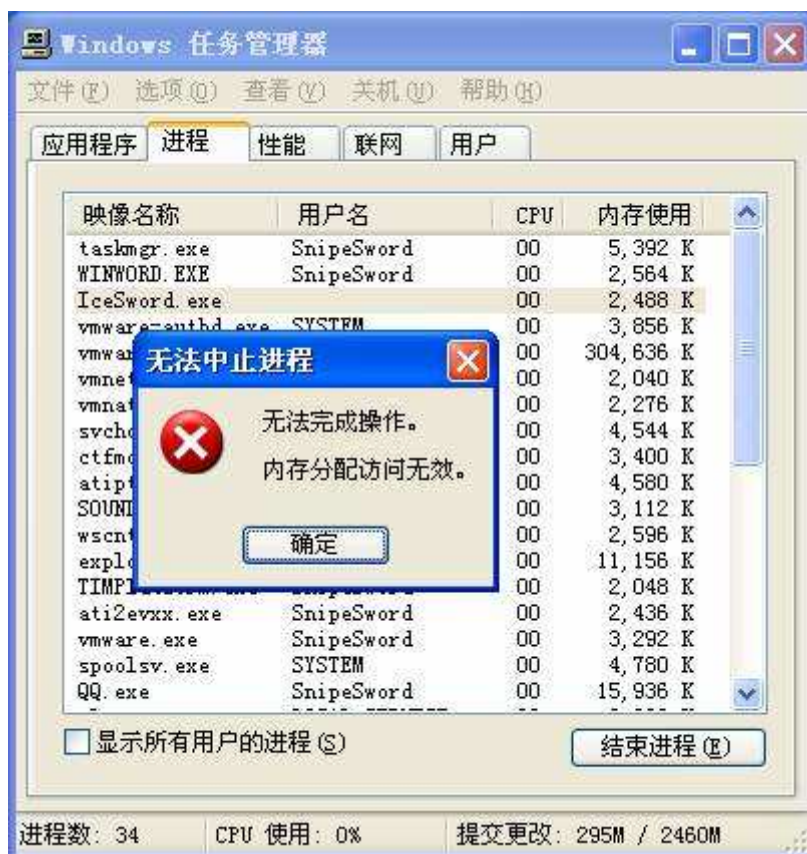 Windows 任务管理器
文件(F) 选项(O) 查看(V) 关机(U) 帮助(H)
应用程序 进程 性能 联网 用户
映像名称 用户名 CPU 内存使用
taskmgr.exe SnipeSword 00 5,392 K
WINWORD.EXE SnipeSword 00 2,564 K
IceSword.exe 00 2,488 K
vmware-authd.exe SYSTEM 00 3,856 K
无法中止进程
00 304,636 K
00 2,040 K
无法完成操作。
00 2,276 K
00 4,544 K
内存分配访问无效。
00 3,400 K
00 4,580 K
00 3,112 K
确定
00 2,596 K
00 11,156 K
00 2,048 K
ati2evxx.exe SnipeSword 00 2,436 K
vmware.exe SnipeSword 00 3,292 K
spoolsv.exe SYSTEM 00 4,780 K
QQ.exe SnipeSword 00 15,936 K
显示所有用户的进程(S) 结束进程(E)
进程数: 34 CPU 使用: 0% 提交更改: 295M / 2460M